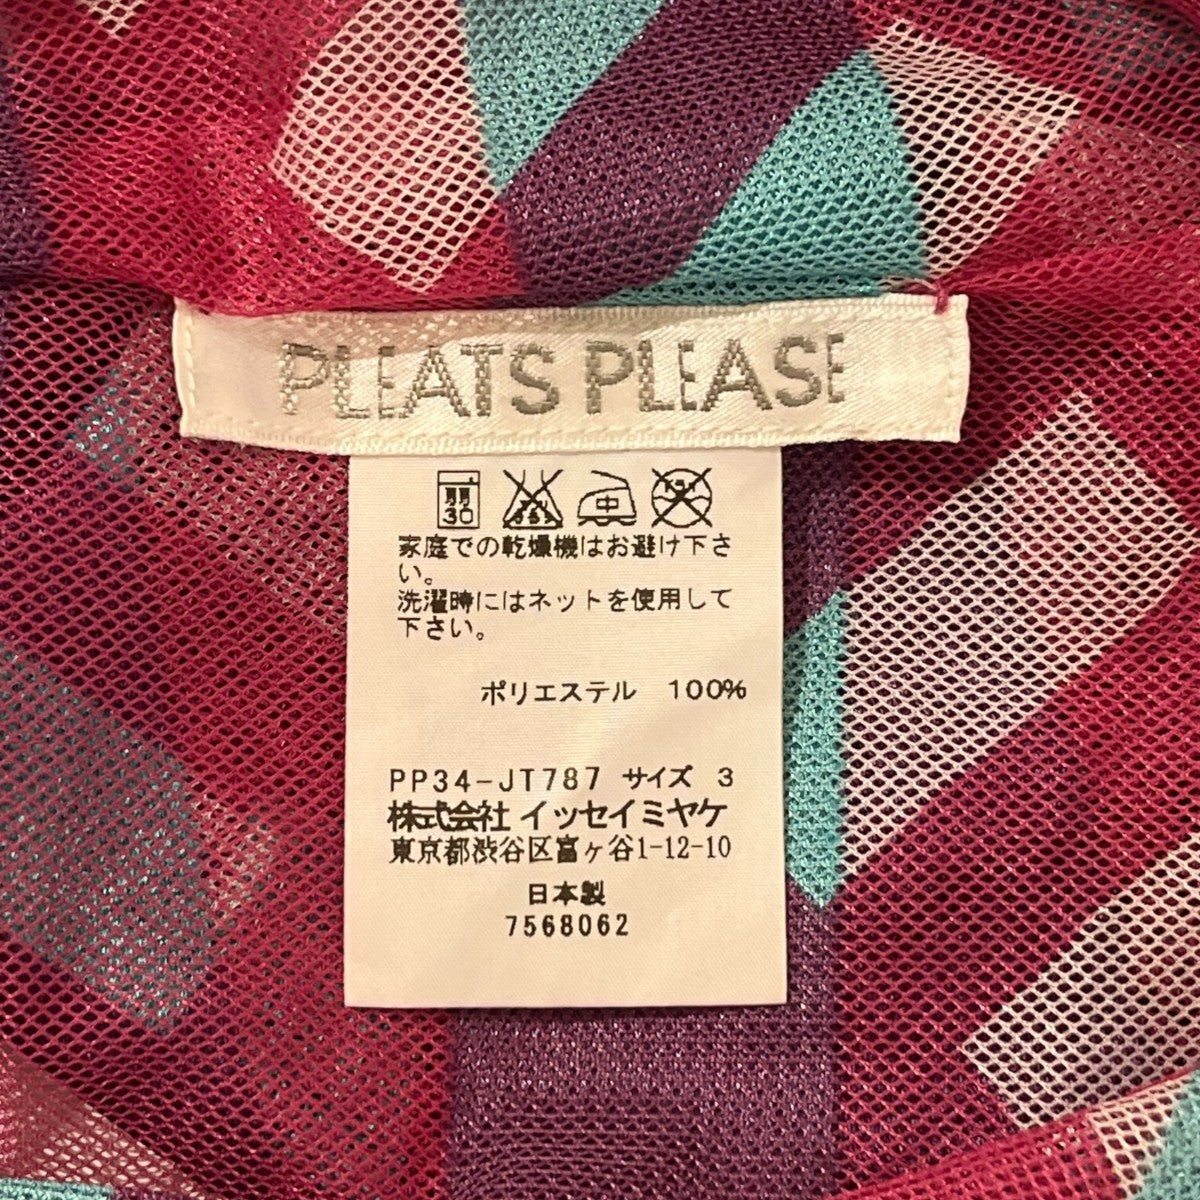 PLEATS PLEASE
弱 30 中
家庭での乾燥機はお避け下さ
い。
洗濯時にはネットを使用して
下さい。
ポリエステル 100%
PP34-JT787 サイズ 3
株式会社 イッセイミヤケ
東京都渋谷区富ヶ谷1-12-10
日本製
7568062